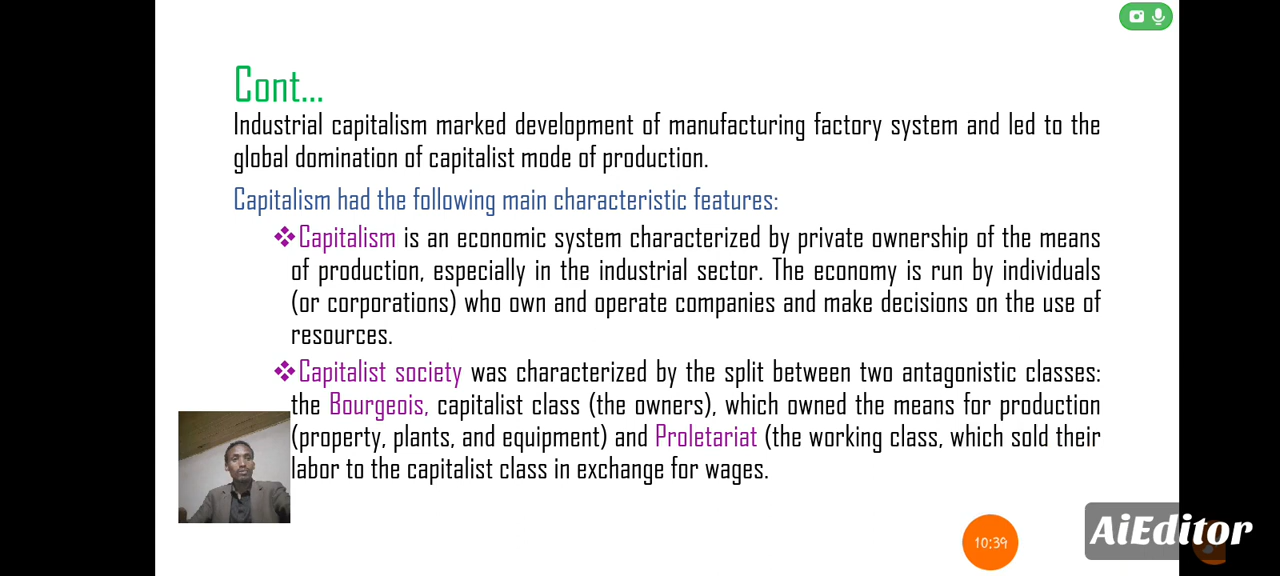 Cont...
Industrial capitalism marked development of manufacturing factory system and led to the
global domination of capitalist mode of production.
Capitalism had the following main characteristic features:
❖Capitalism is an economic system characterized by private ownership of the means
of production, especially in the industrial sector. The economy is run by individuals
(or corporations) who own and operate companies and make decisions on the use of
resources.
❖Capitalist society was characterized by the split between two antagonistic classes:
the Bourgeois, capitalist class (the owners), which owned the means for production
(property, plants, and equipment) and Proletariat (the working class, which sold their
labor to the capitalist class in exchange for wages.
10:39
AiEditor